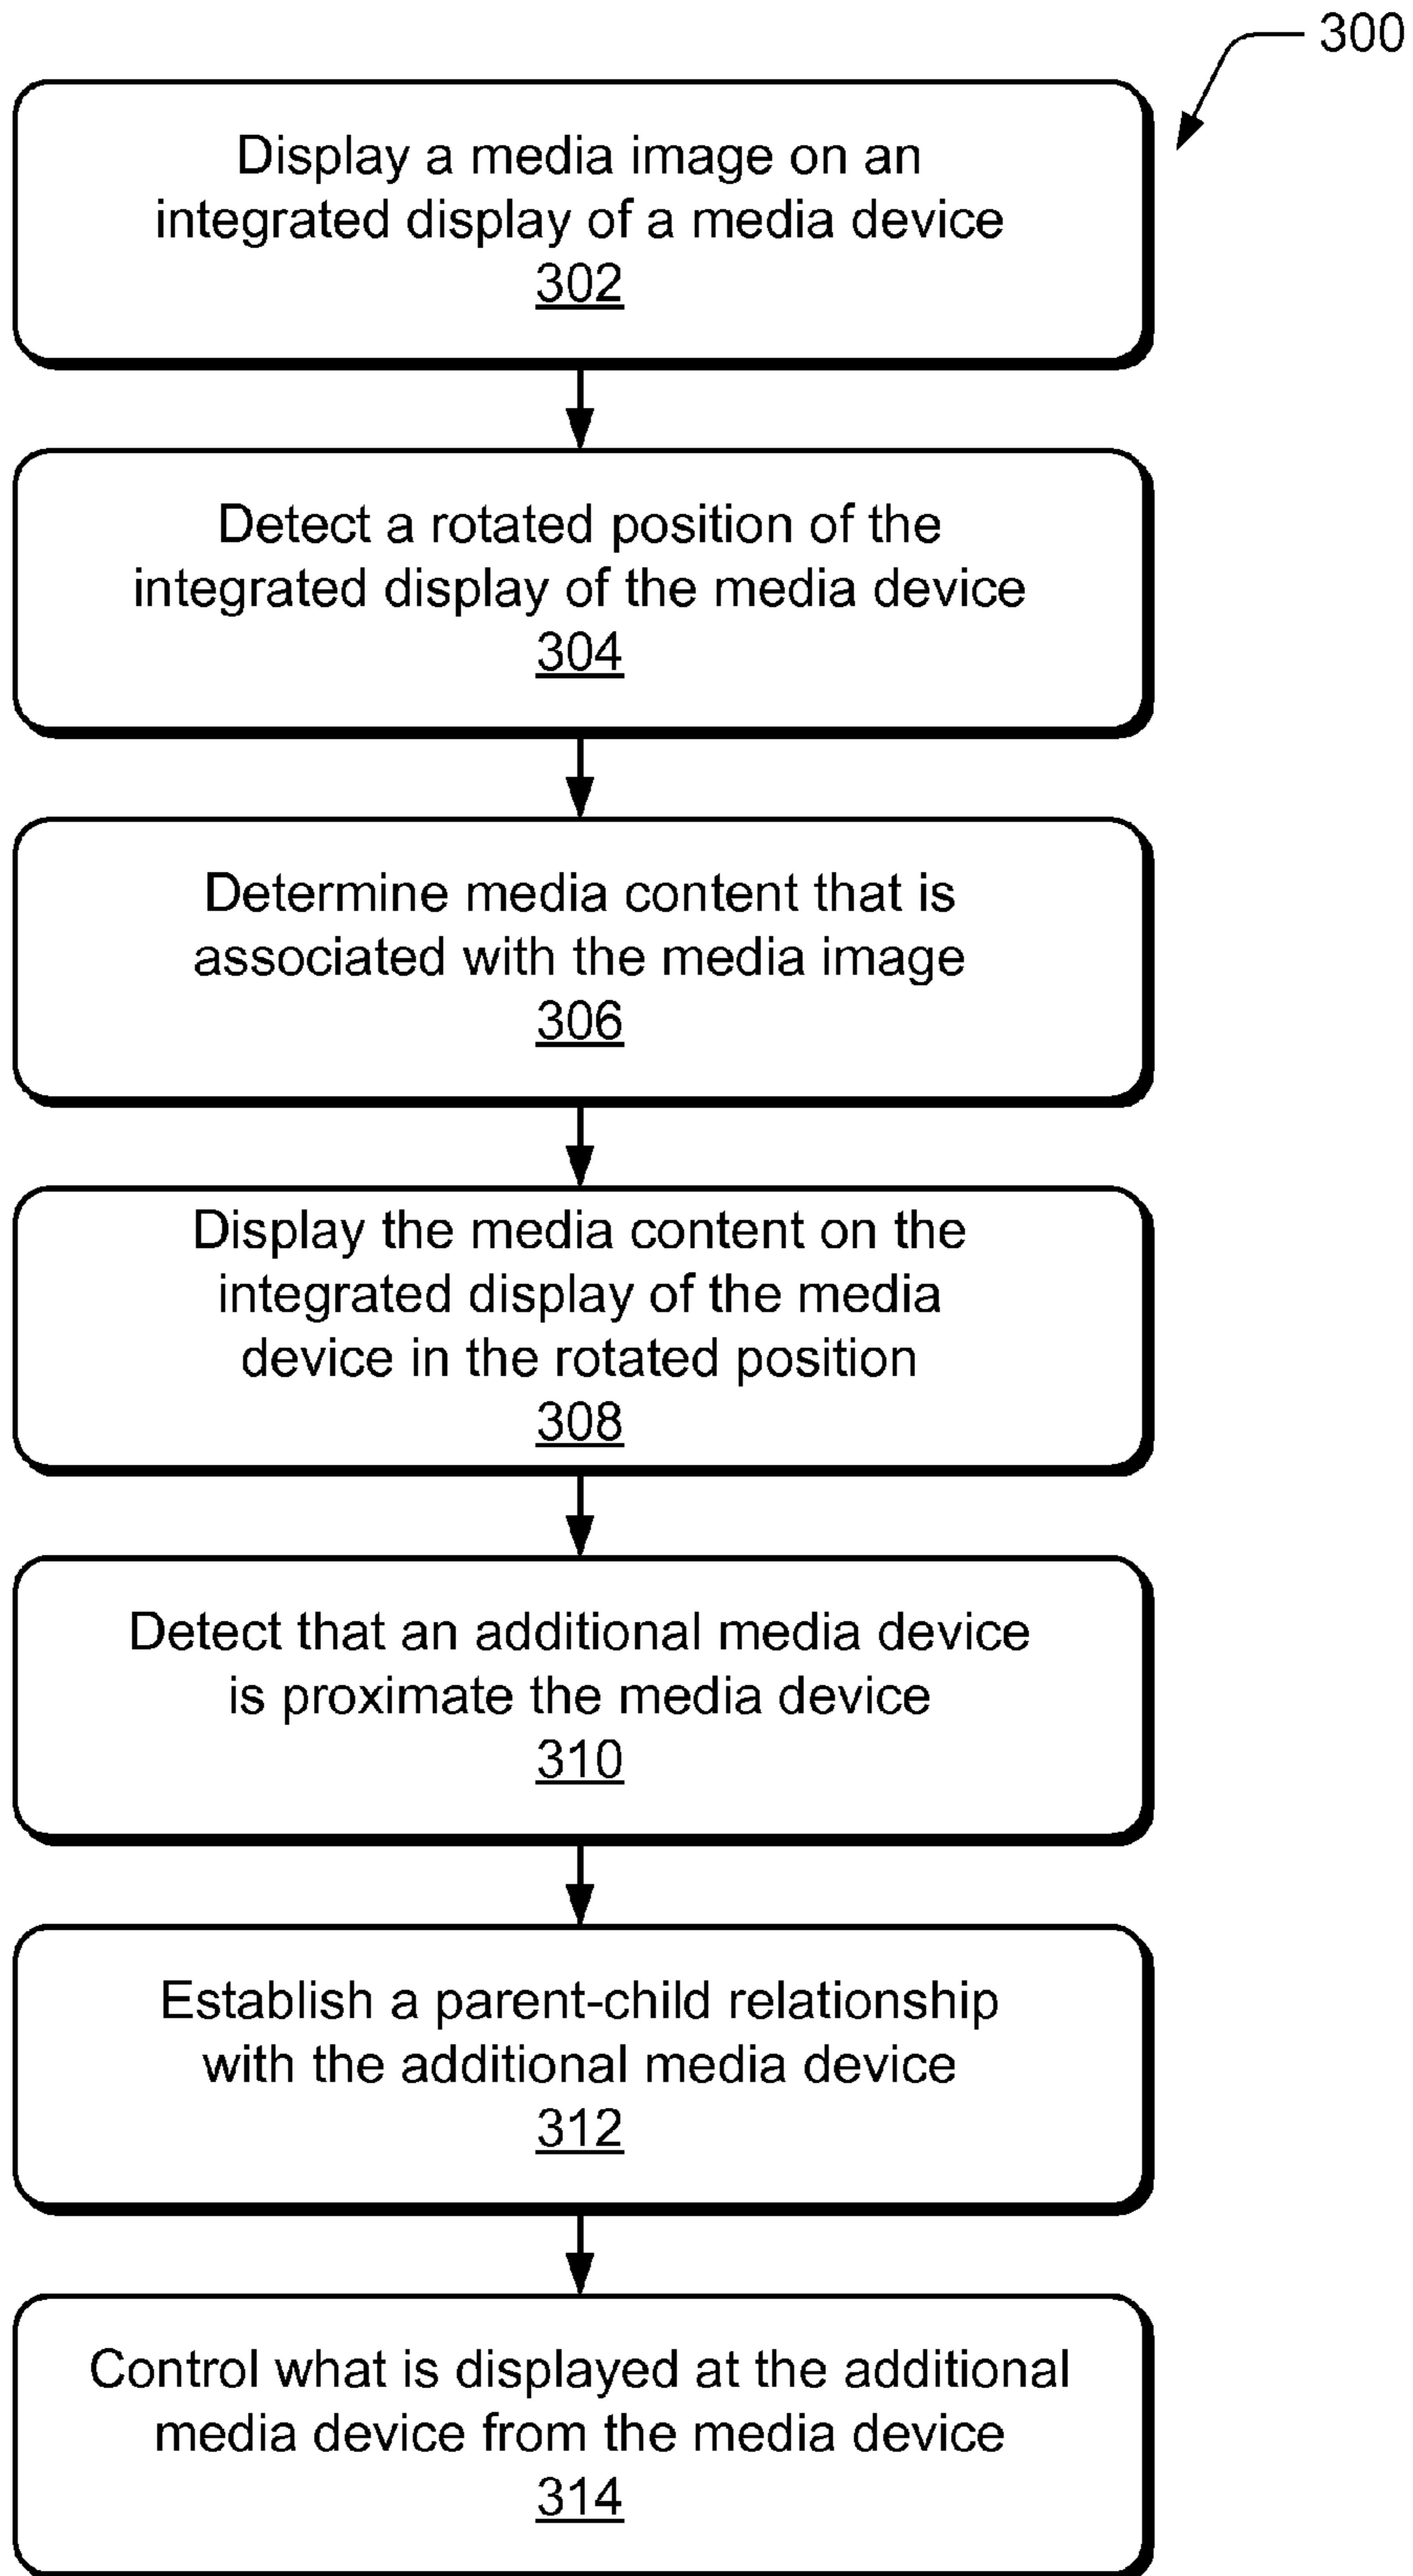 300
Display a media image on an
integrated display of a media device
302
Detect a rotated position of the
integrated display of the media device
304
Determine media content that is
associated with the media image
306
Display the media content on the
integrated display of the media
device in the rotated position
308
Detect that an additional media device
is proximate the media device
310
Establish a parent-child relationship
with the additional media device
312
Control what is displayed at the additional
media device from the media device
314